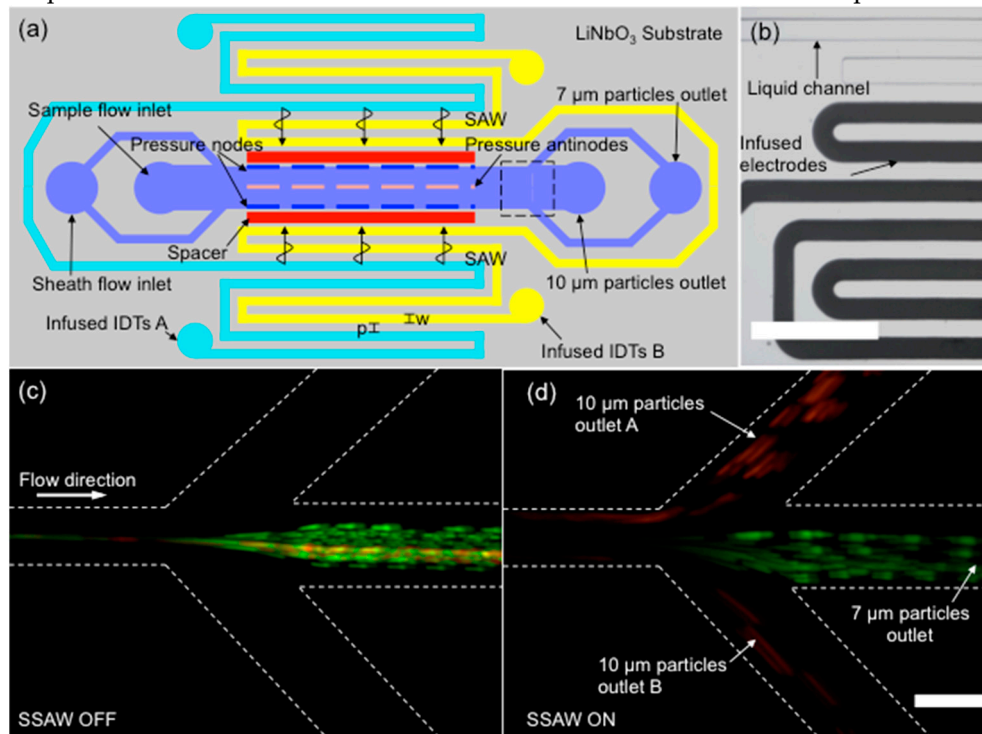 (a)
LiNbO3 Substrate
Sample flow inlet
SAW
7 µm particles
outlet
Pressure nodes
Pressure antinodes
Spacer
SAW
Sheath flow inlet
10 µm particles outlet
Infused IDTs A
p
w
Infused IDTs B
(b)
Liquid channel
Infused
electrodes
(c)
Flow direction
SSAW OFF
(d)
10 µm particles
outlet A
7 µm particles
outlet
10 µm particles
outlet B
SSAW ON